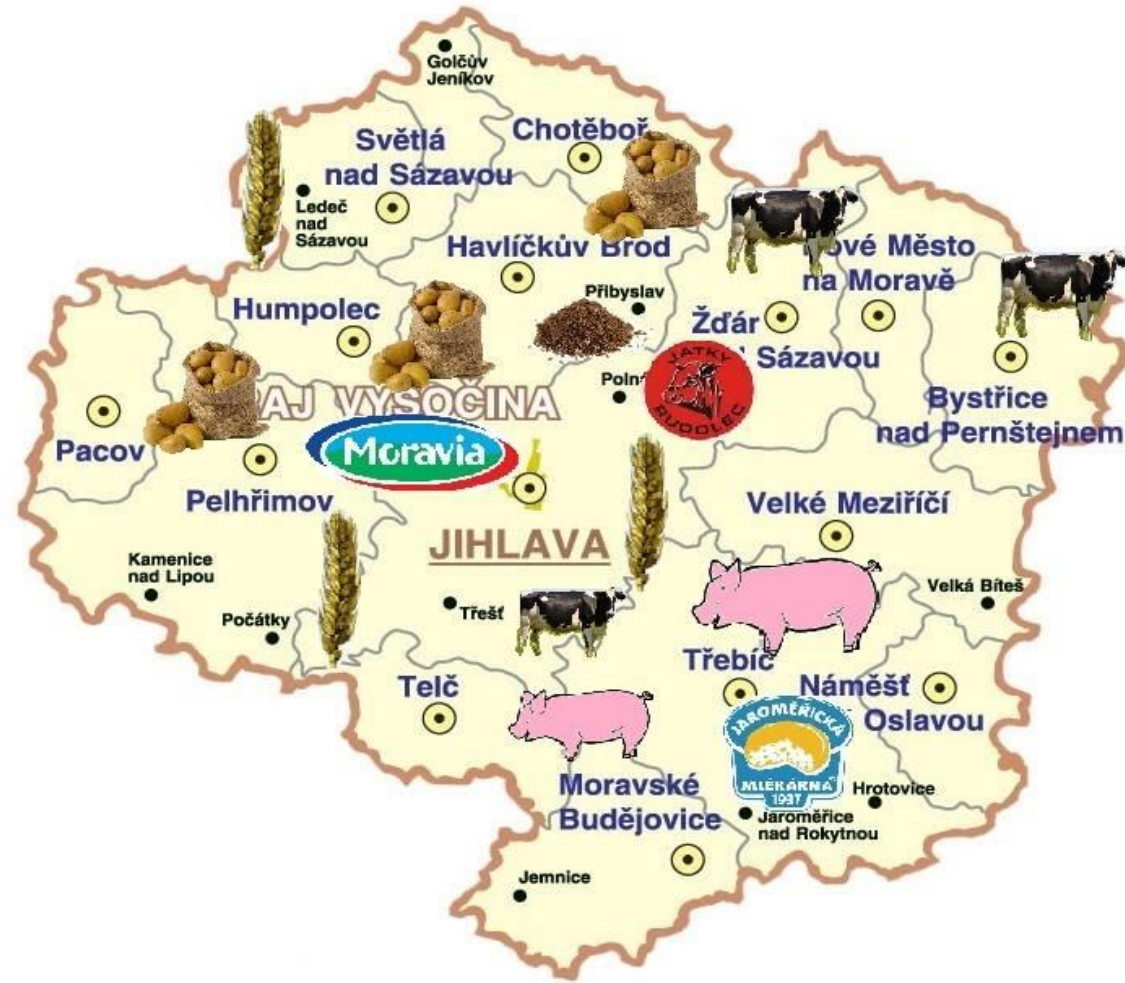 Golčův
Jeníkov
Světlá
nad Sázavou
Chotěboř
Ledeč
nad
Sázavou
Havlíčkův Brod
ové Město
na Moravě
Přibyslav
Humpolec
Žďár
Sázavou
JATKY
RUDOLEC
Polná
RAJ VYSOČINA
Bystřice
nad Pernštejnem
Pacov
Moravia
Pelhřimov
Velké Meziříčí
JIHLAVA
Kamenice
nad Lipou
Velká Bíteš
Třešť
Počátky
Třebíč
Telč
Náměšť
Oslavou
JAROMĚŘICKÁ
MLÉKÁRNA
1997
Moravské
Budějovice
Hrotovice
Jaroměřice
nad Rokytnou
Jemnice